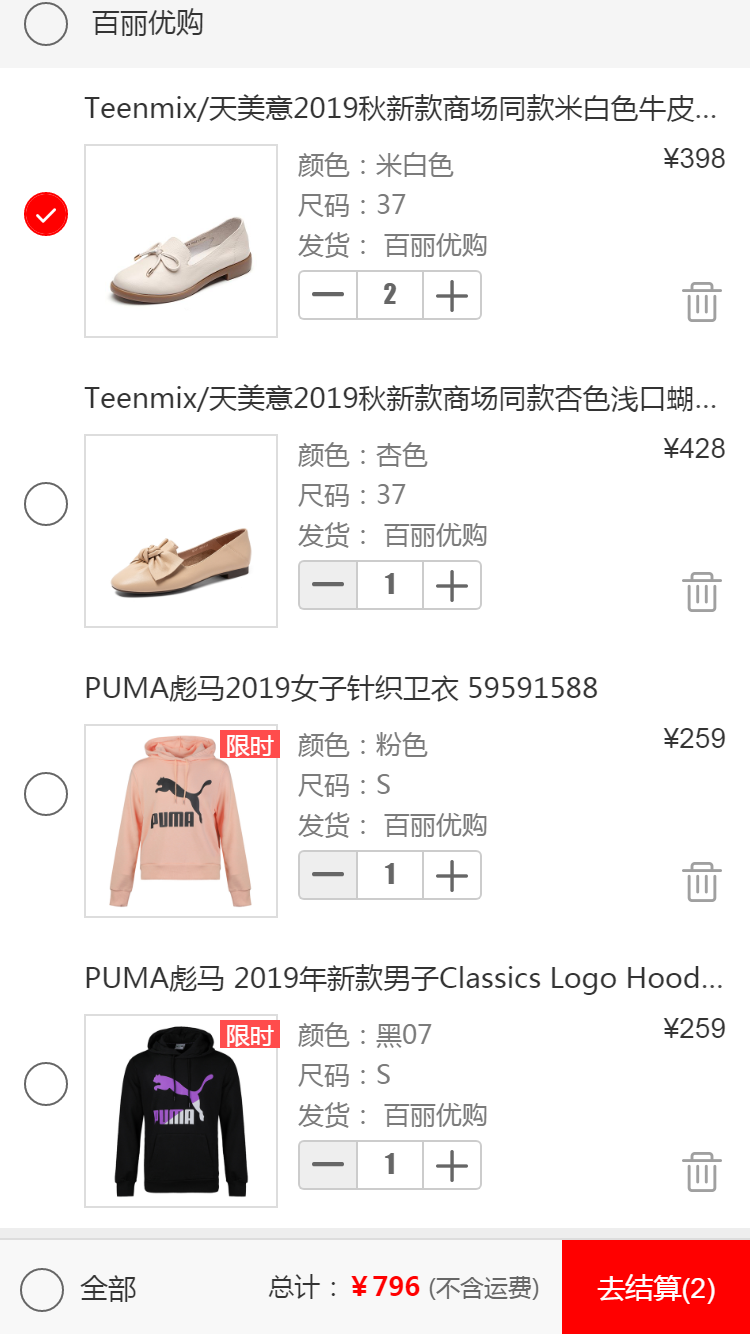 百丽优购
Teenmix/天美意2019秋新款商场同款米白色牛皮...
颜色：米白色
¥398
尺码：37
发货： 百丽优购
2
Teenmix/天美意2019秋新款商场同款杏色浅口蝴...
颜色：杏色
¥428
尺码：37
发货： 百丽优购
1
PUMA彪马2019女子针织卫衣 59591588
限时
PUMA
颜色：粉色
¥259
尺码：S
发货： 百丽优购
1
PUMA彪马 2019年新款男子Classics Logo Hood...
限时
PUMA
颜色：黑07
¥259
尺码：S
发货： 百丽优购
1
全部
总计：¥796 (不含运费)
去结算(2)